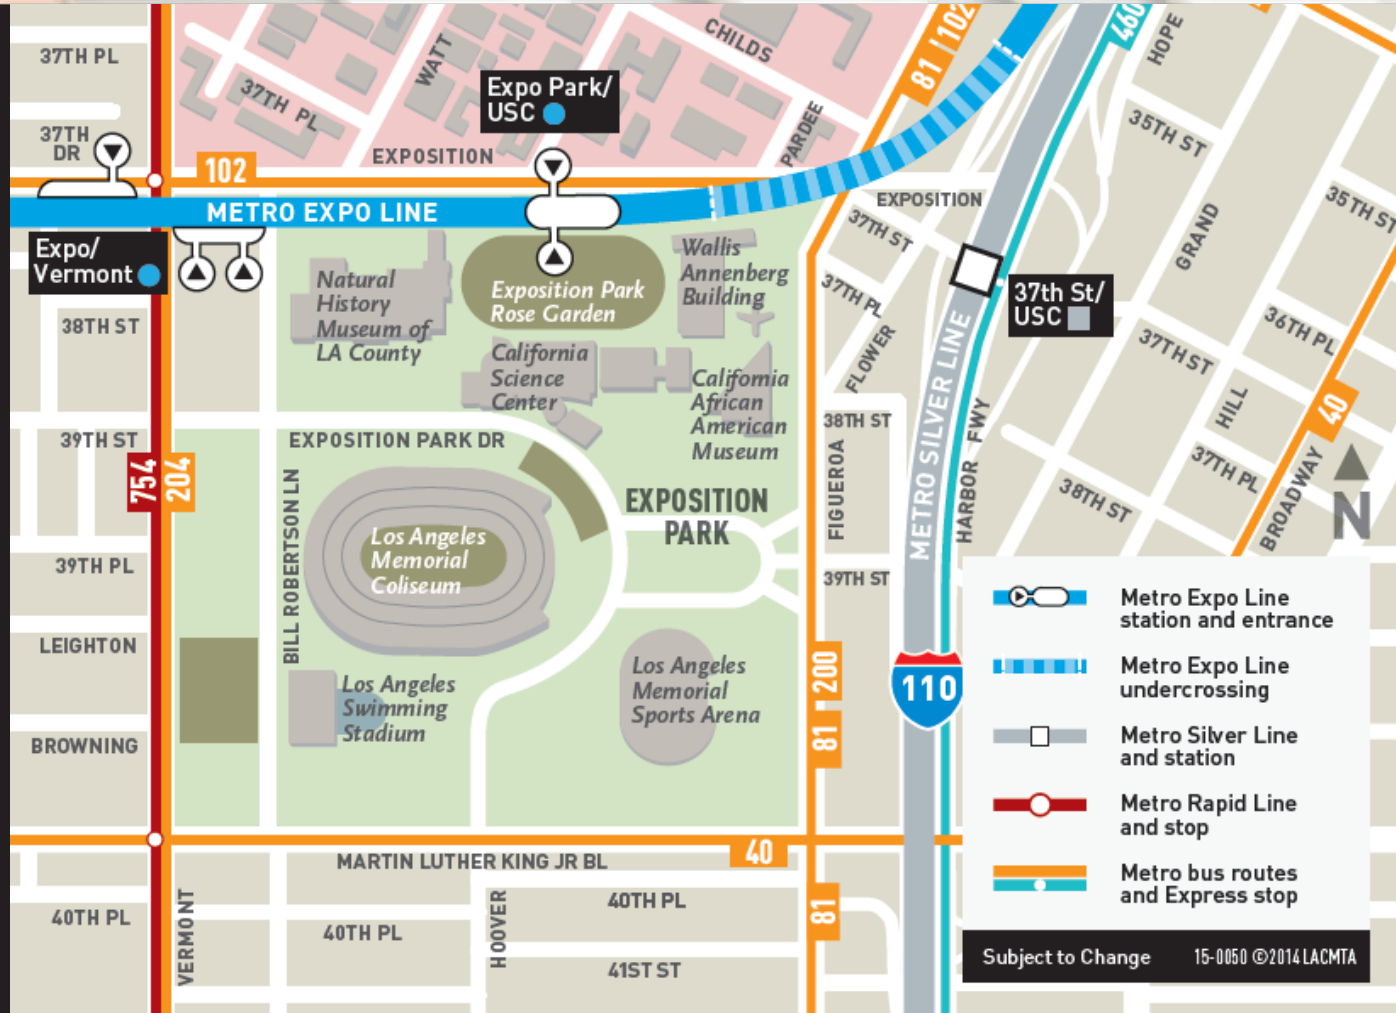 37TH PL
WATT
CHILDS
81 | 102
460
HOPE
37TH PL
Expo Park/
USC
PARDEE
35TH ST
37TH
DR
EXPOSITION
102
METRO EXPO LINE
EXPOSITION
35TH ST
GRAND
37TH ST
Expo/
Vermont
Natural
History
Museum of
LA County
Exposition Park
Rose Garden
Wallis
Annenberg
Building
37TH PL
37th St/
USC
38TH ST
FLOWER
37TH ST
36TH PL
California
Science
Center
California
African
American
Museum
METRO SILVER LINE
HARBOR FWY
HILL
40
39TH ST
EXPOSITION PARK DR
38TH ST
FIGUEROA
37TH PL
BROADWAY
N
754
204
BILL ROBERTSON LN
EXPOSITION
PARK
38TH ST
Los Angeles
Memorial
Coliseum
39TH PL
39TH ST
LEIGHTON
Los Angeles
Swimming
Stadium
Los Angeles
Memorial
Sports Arena
81 | 200
110
BROWNING
MARTIN LUTHER KING JR BL
40
40TH PL
VERMONT
40TH PL
HOOVER
40TH PL
41ST ST
81
Metro Expo Line
station and entrance
Metro Expo Line
undercrossing
Metro Silver Line
and station
Metro Rapid Line
and stop
Metro bus routes
and Express stop
Subject to Change 15-0050 ©2014 LACMTA